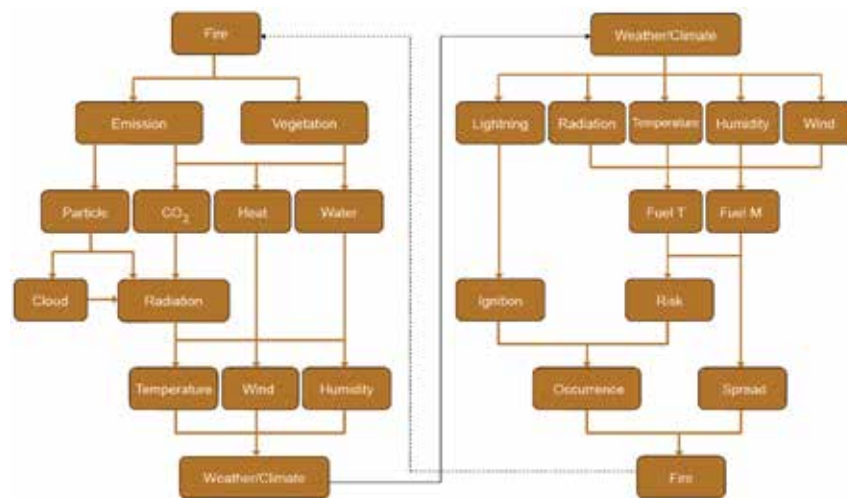 Fire
Emission
Vegetation
Particle
CO2
Heat
Water
Cloud
Radiation
Temperature
Wind
Humidity
Weather/Climate
Weather/Climate
Lightning
Radiation
Temperature
Humidity
Wind
Fuel T
Fuel M
Ignition
Risk
Occurrence
Spread
Fire